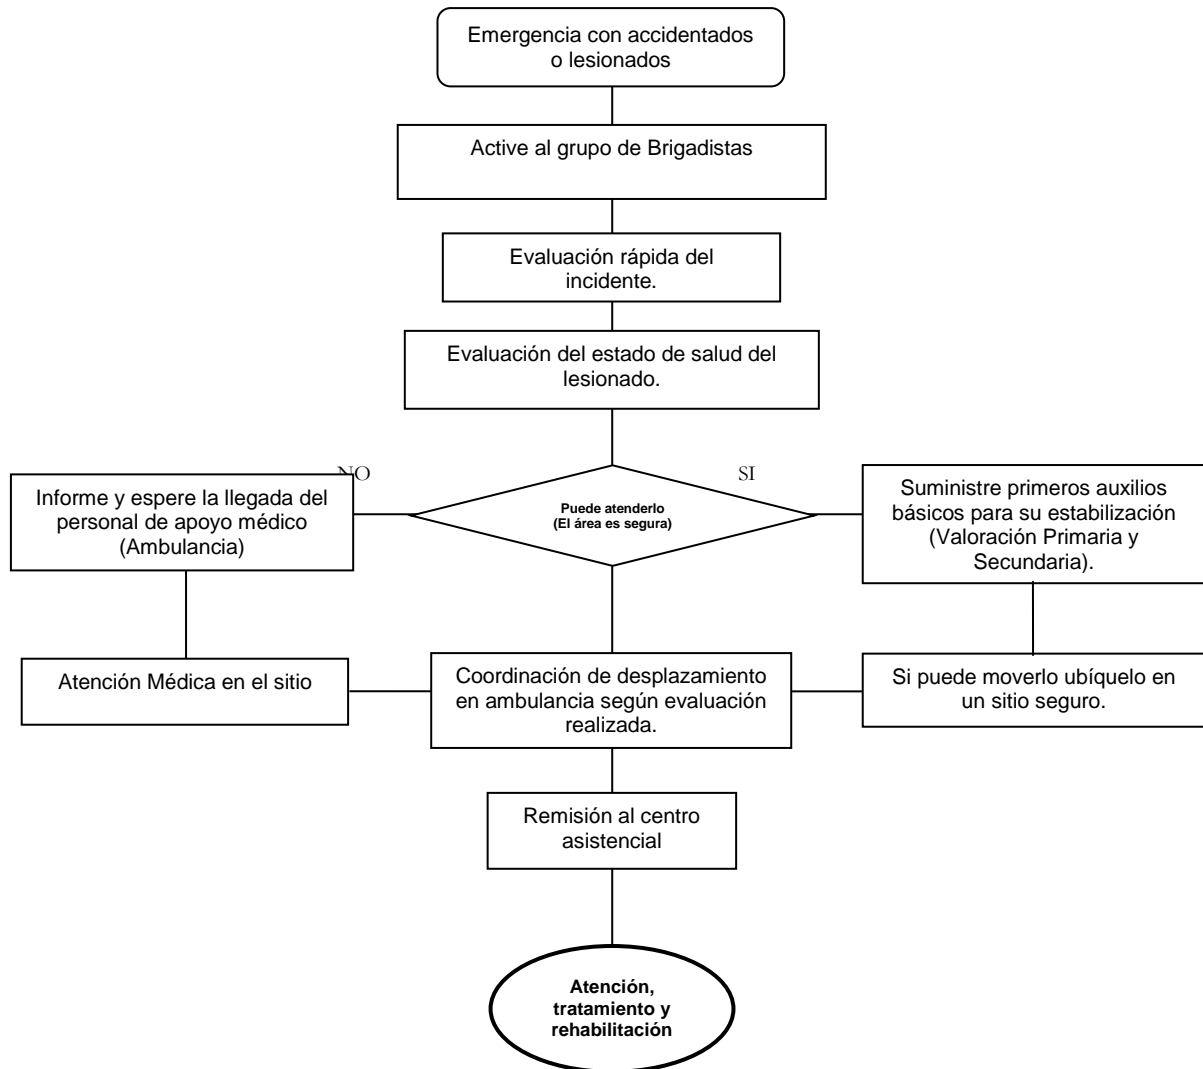 Emergencia con accidentados
o lesionados
Active al grupo de Brigadistas
Evaluación rápida del
incidente.
Evaluación del estado de salud del
lesionado.
NO
SI
Informe y espere la llegada del
personal de apoyo médico
(Ambulancia)
Puede atenderlo
(El área es segura)
Suministre primeros auxilios
básicos para su estabilización
(Valoración Primaria y
Secundaria).
Atención Médica en el sitio
Coordinación de desplazamiento
en ambulancia según evaluación
realizada.
Si puede moverlo ubíquelo en
un sitio seguro.
Remisión al centro
asistencial
Atención,
tratamiento y
rehabilitación